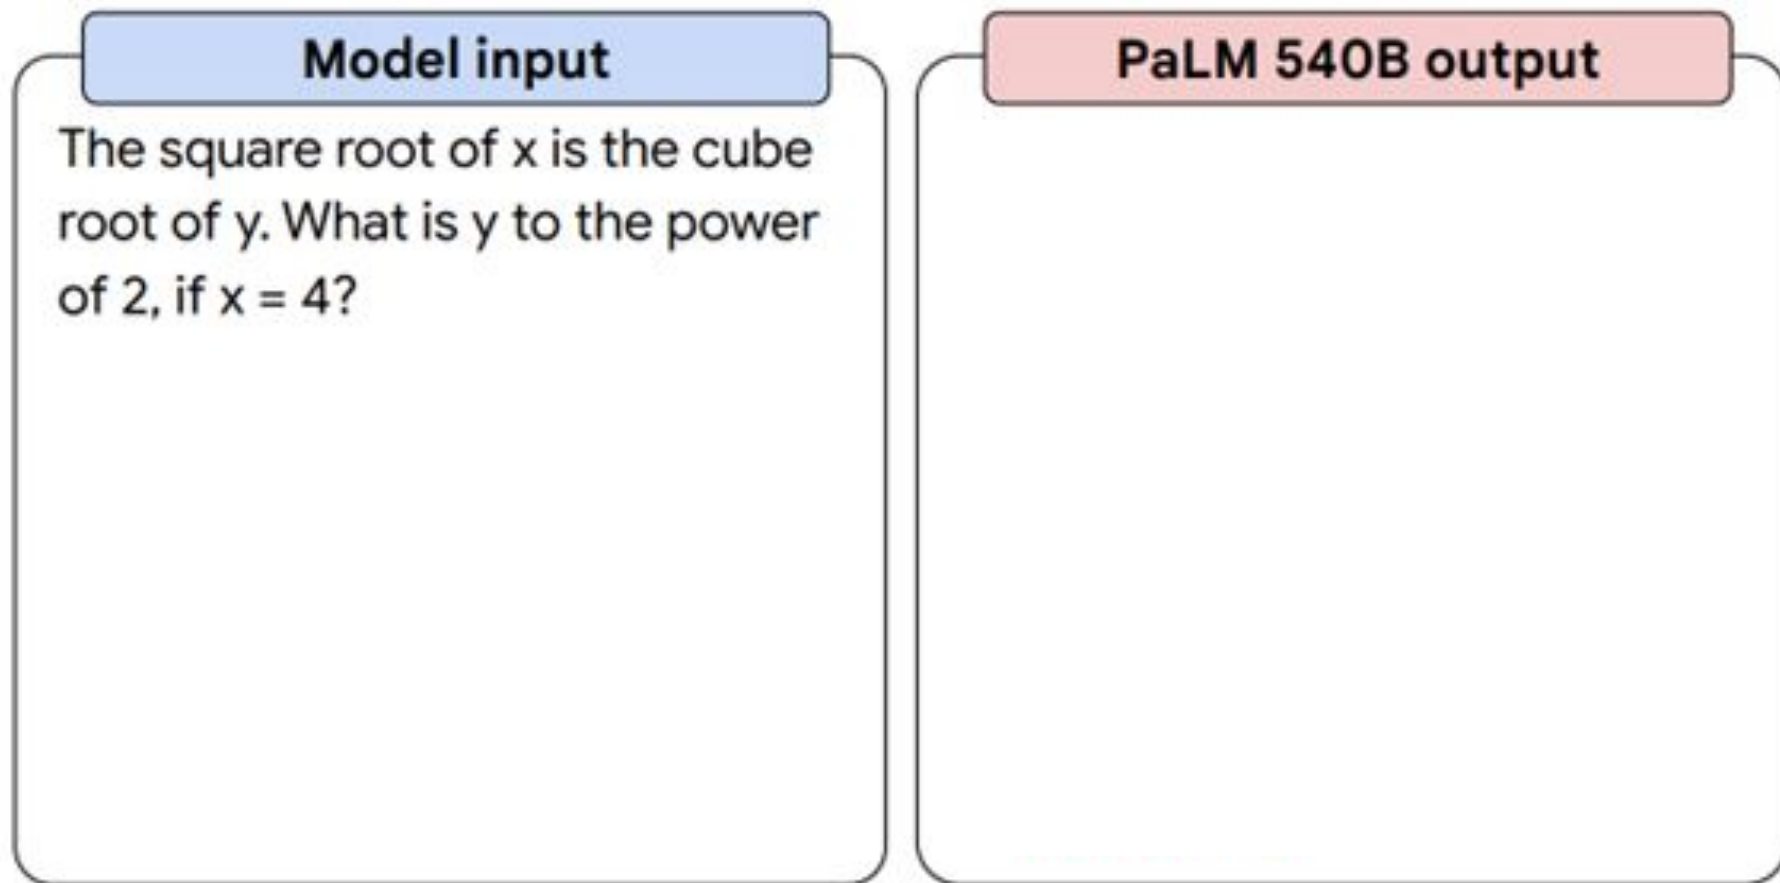 Model input
The square root of x is the cube
root of y. What is y to the power
of 2, if x = 4?
PaLM 540B output